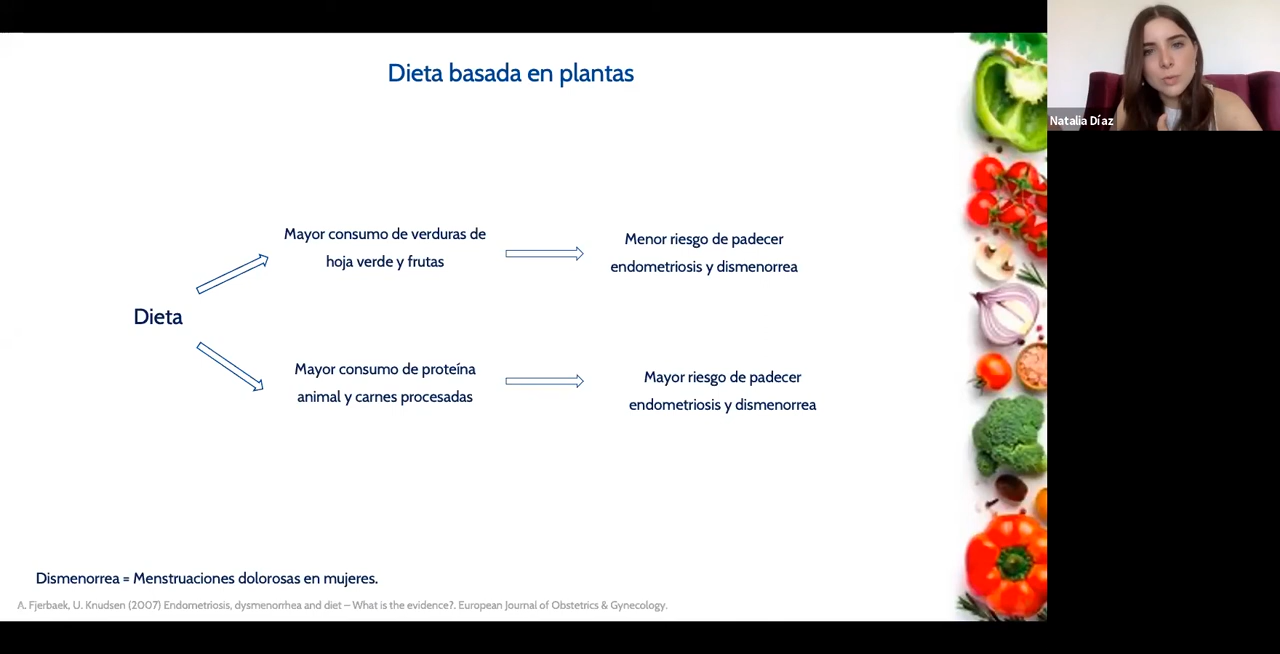 Dieta basada en plantas
Natalia Díaz
Mayor consumo de verduras de
hoja verde y frutas
Menor riesgo de padecer
endometriosis y dismenorrea
Dieta
Mayor consumo de proteína
animal y carnes procesadas
Mayor riesgo de padecer
endometriosis y dismenorrea
Dismenorrea = Menstruaciones dolorosas en mujeres.
A. Fjerbaek, U. Knudsen (2007) Endometriosis, dysmenorrhea and diet – What is the evidence?. European Journal of Obstetrics & Gynecology.